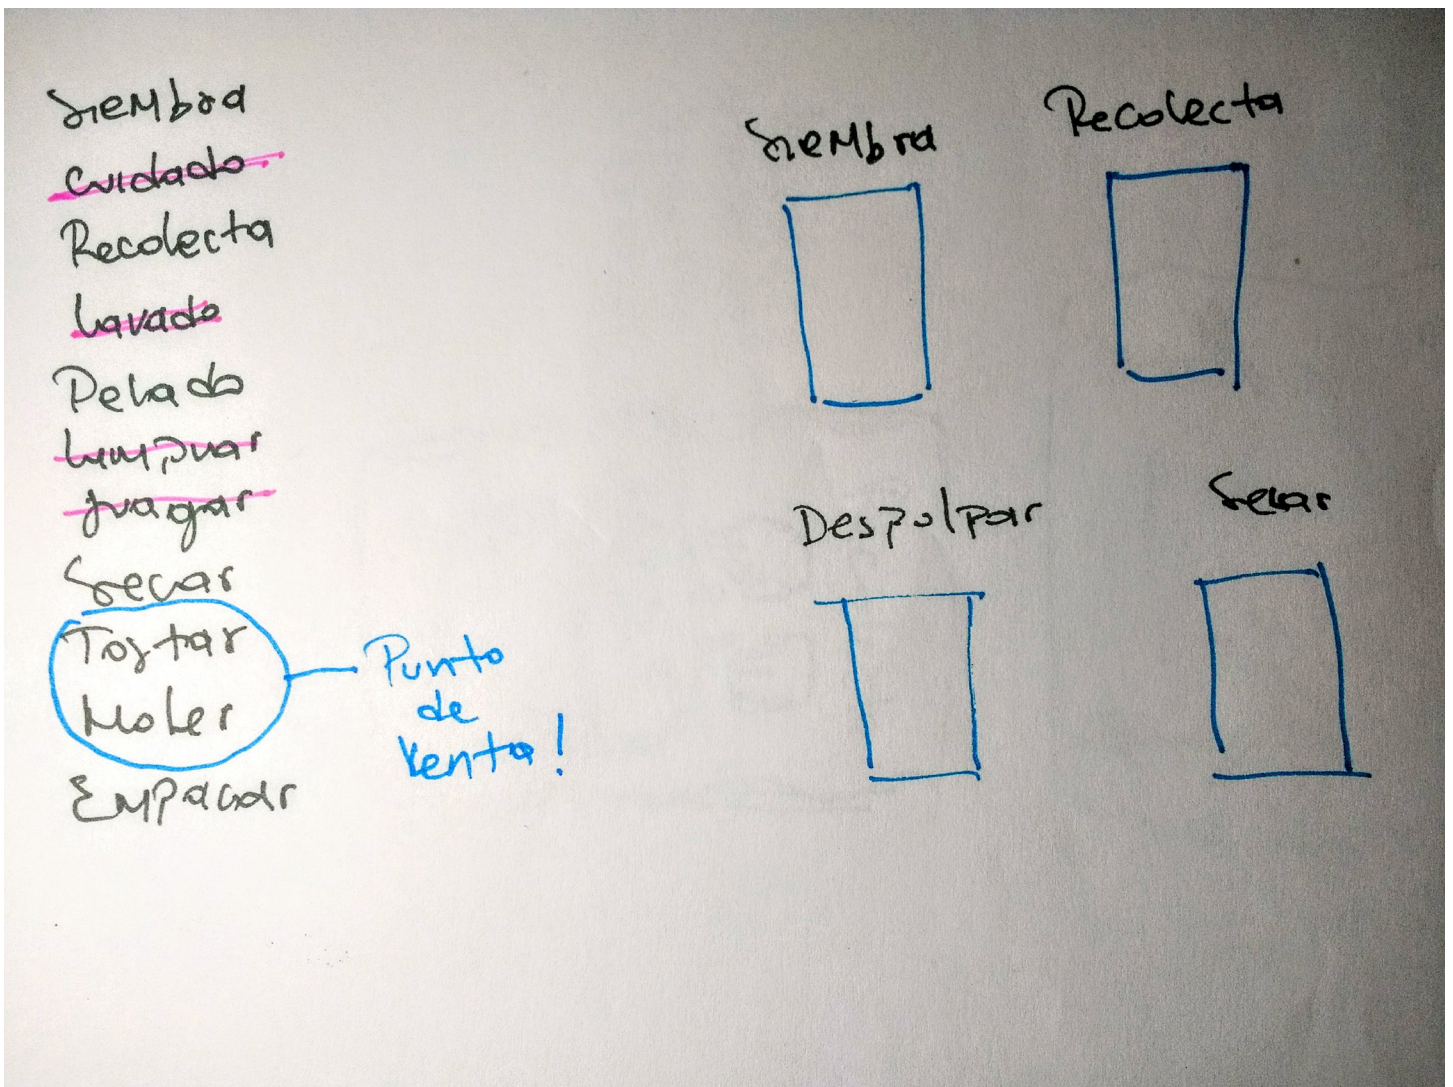 Siembra
Cuidado
Recolecta
Lavado
Pelado
Limpiar
Juagar
Secar
Tostar
Moler
Empacar
Punto
de
Venta!
Siembra
Recolecta
Despulpar
Secar